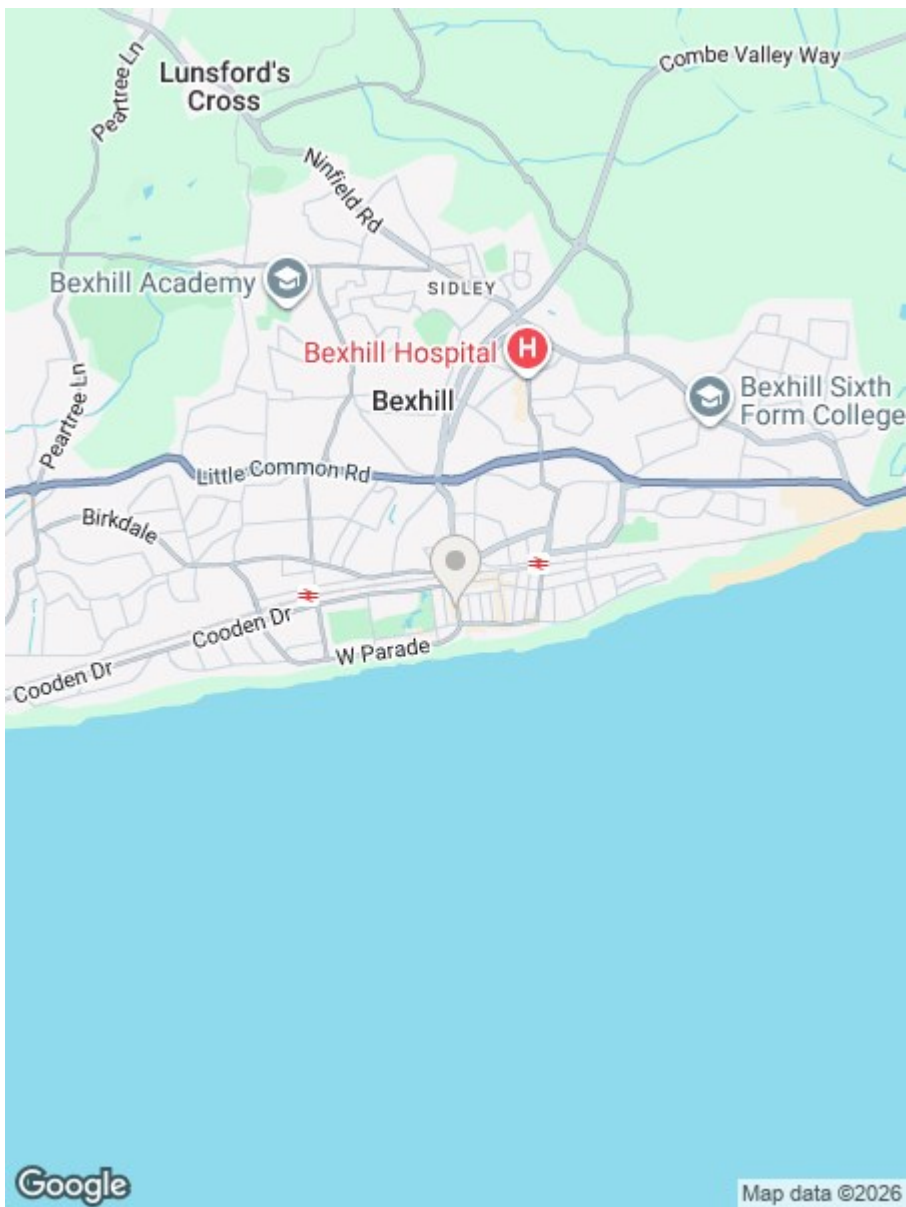 Combe Valley Way
Lunsford's
Cross
Peartree Ln
Ninfield Rd
Bexhill Academy
SIDLEY
Bexhill Hospital
H
Bexhill
Bexhill Sixth
Form College
Peartree Ln
Little Common Rd
Birkdale
Cooden Dr
W Parade
Cooden Dr
Google
Map data ©2026